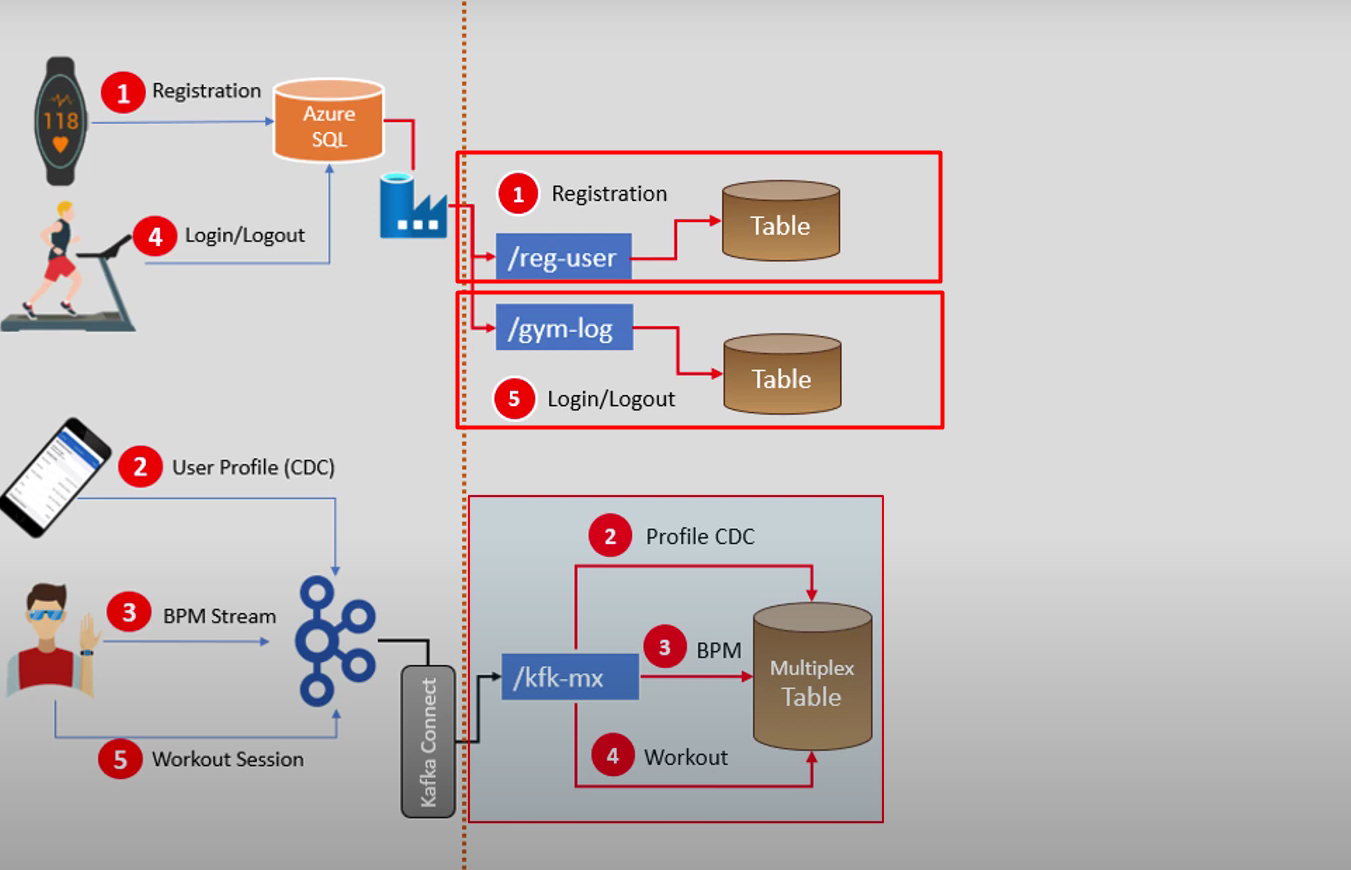 118
1 Registration
Azure
SQL
4 Login/Logout
1 Registration
/reg-user
Table
/gym-log
5 Login/Logout
Table
2 User Profile (CDC)
3 BPM Stream
5 Workout Session
Kafka Connect
2 Profile CDC
/kfk-mx
3 BPM
4 Workout
Multiplex
Table